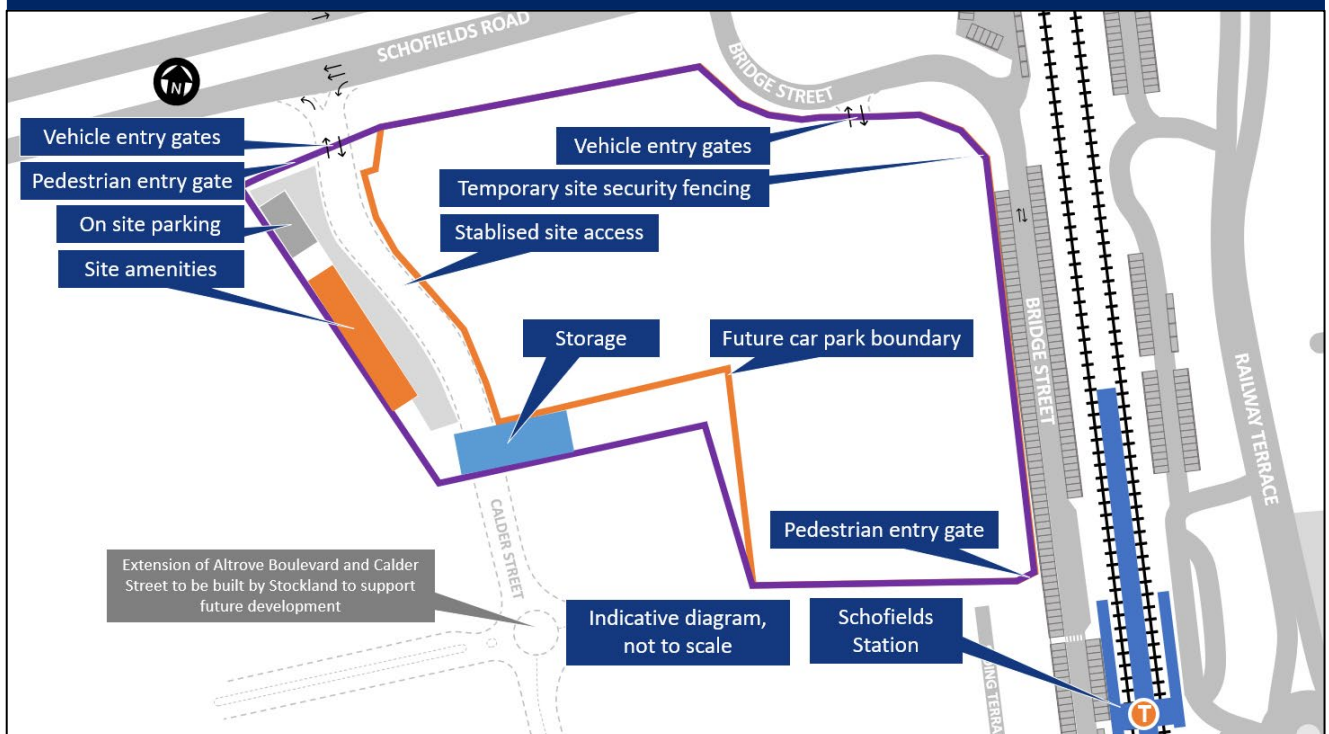 SCHOFIELDS ROAD
BRIDGE STREET
N
Vehicle entry gates
Pedestrian entry gate
On site parking
Site amenities
Vehicle entry gates
Temporary site security fencing
Stablised site access
Storage
Future car park boundary
BRIDGE STREET
RAILWAY TERRACE
CALDER STREET
Pedestrian entry gate
Extension of Altrove Boulevard and Calder
Street to be built by Stockland to support
future development
Indicative diagram,
not to scale
Schofields
Station
T